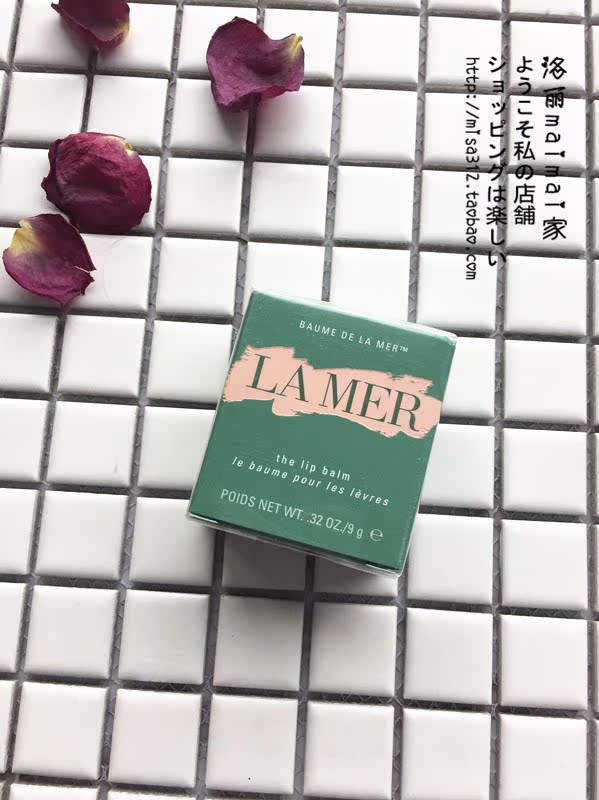 洛丽maimai家
ようこそ私の店舗
ショッピングは楽しい
http://misa312.taobao.com
BAUME DE LA MER™
LA MER
the lip balm
le baume pour les lèvres
POIDS NET WT. .32 OZ./9 g ℮